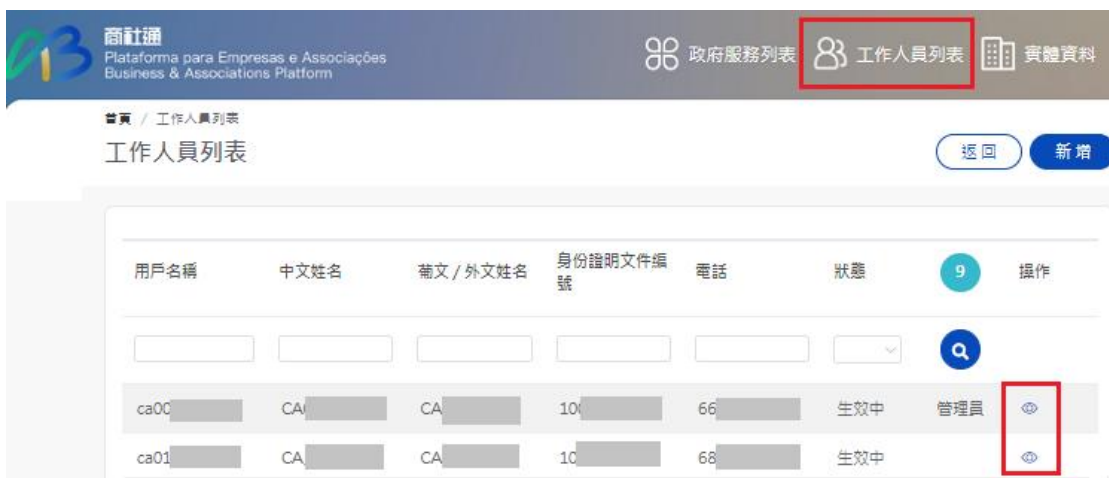 商社通
Plataforma para Empresas e Associações
Business & Associations Platform
政府服務列表 工作人員列表 實體資料
首頁 / 工作人員列表
工作人員列表
返回 新增
用戶名稱 中文姓名 葡文 / 外文姓名 身份證明文件編號 電話 狀態 9 操作
ca00 CA CA 10 66 生效中 管理員
ca01 CA CA 10 68 生效中